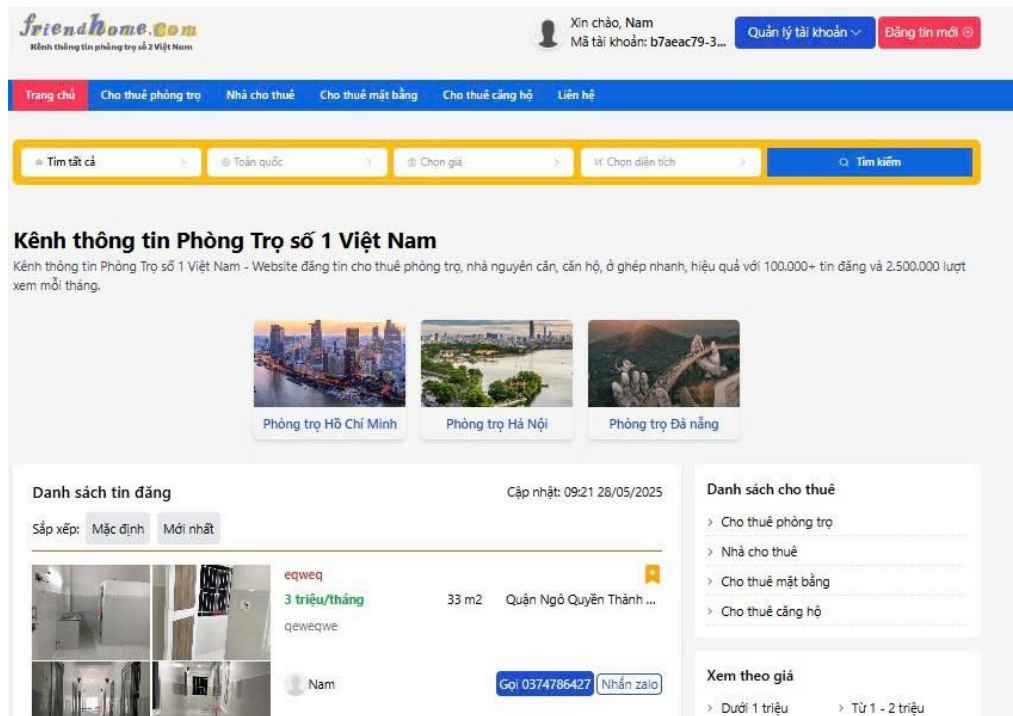 friendhome.com
Kênh thông tin phòng trọ số 2 Việt Nam
Xin chào, Nam
Mã tài khoản: b7aeac79-3...
Quản lý tài khoản
Đăng tin mới
Trang chủ
Cho thuê phòng trọ
Nhà cho thuê
Cho thuê mặt bằng
Cho thuê căng hộ
Liên hệ
Tìm tất cả
Toàn quốc
Chọn giá
Chọn diện tích
Tìm kiếm
Kênh thông tin Phòng Trọ số 1 Việt Nam
Kênh thông tin Phòng Trọ số 1 Việt Nam - Website đăng tin cho thuê phòng trọ, nhà nguyên căn, căn hộ, ở ghép nhanh, hiệu quả với 100.000+ tin đăng và 2.500.000 lượt
xem mỗi tháng.
Phòng trọ Hồ Chí Minh
Phòng trọ Hà Nội
Phòng trọ Đà nẵng
Danh sách tin đăng
Cập nhật: 09:21 28/05/2025
Sắp xếp: Mặc định Mới nhất
eqweq
3 triệu/tháng
33 m2
Quận Ngô Quyền Thành ...
qeweqwe
Nam
Gọi 0374786427
Nhắn zalo
Danh sách cho thuê
Cho thuê phòng trọ
Nhà cho thuê
Cho thuê mặt bằng
Cho thuê căng hộ
Xem theo giá
Dưới 1 triệu
Từ 1 - 2 triệu